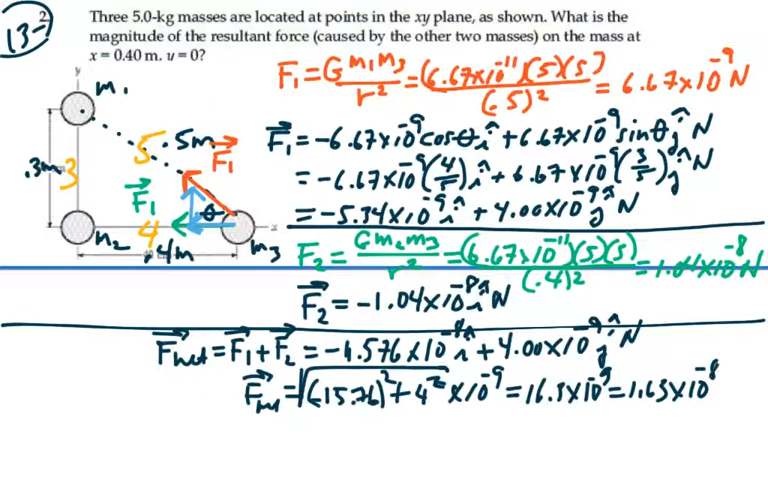 2.
13-
Three 5.0-kg masses are located at points in the xy plane, as shown. What is the
magnitude of the resultant force (caused by the other two masses) on the mass at
x = 0.40 m. y = 0?
F₁ = G m₁m₃/r² = (6.67×10⁻¹¹)(5)(5)/(.5)² = 6.67×10⁻⁹ N
y
m₁
5 .5m
F⃗₁
.3m 3
F⃗₁
θ
x
m₂
4
m₃
.4m
F⃗₁ = -6.67×10⁻⁹ cosθ î + 6.67×10⁻⁹ sinθ ĵ N
= -6.67×10⁻⁹ (4/5) î + 6.67×10⁻⁹ (3/5) ĵ N
= -5.34×10⁻⁹ î + 4.00×10⁻⁹ ĵ N
F₂ = G m₂m₃/r² = (6.67×10⁻¹¹)(5)(5)/(.4)² = 1.04×10⁻⁸ N
F⃗₂ = -1.04×10⁻⁸ î N
F⃗net = F⃗₁ + F⃗₂ = -1.576×10⁻⁸ î + 4.00×10⁻⁹ ĵ N
= √((15.76)² + 4²) ×10⁻⁹ = 16.3×10⁻⁹ = 1.63×10⁻⁸